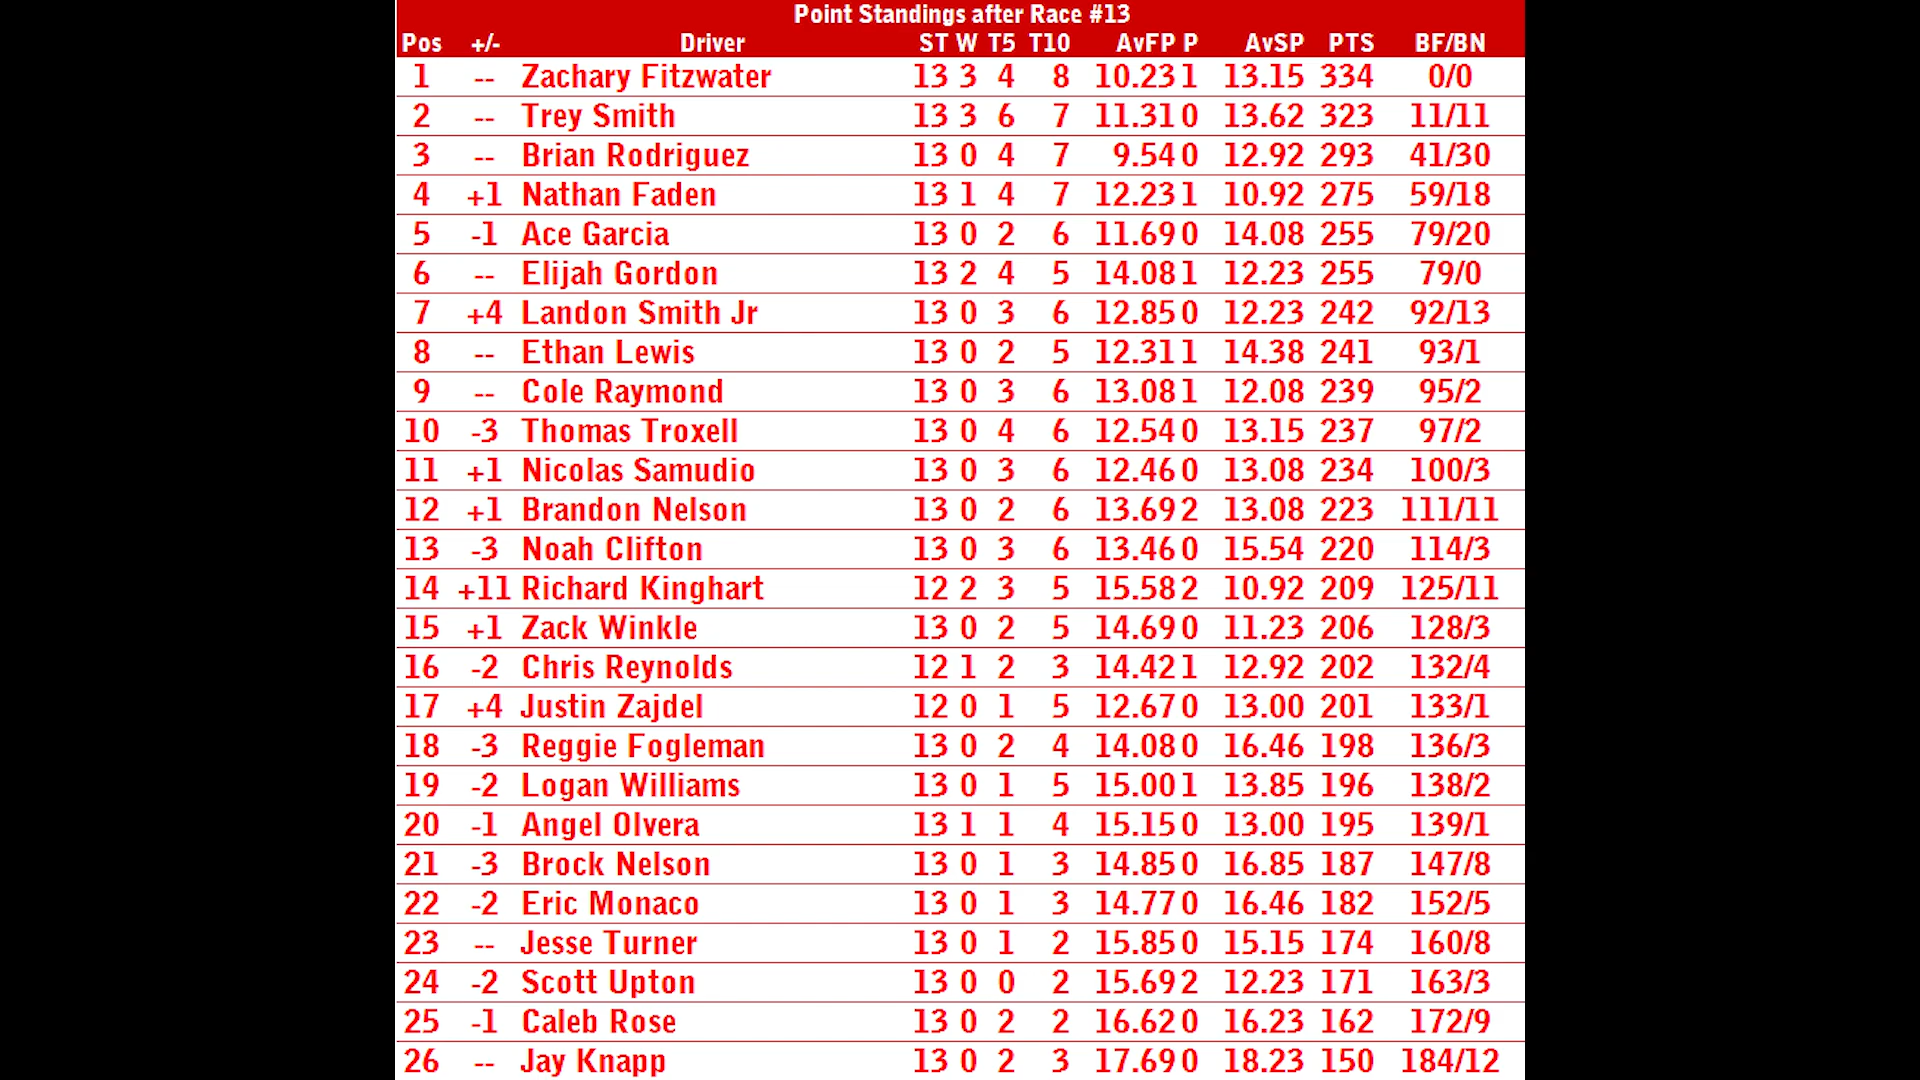 Point Standings after Race #13
Pos +/- Driver ST W T5 T10 AvFP P AvSP PTS BF/BN
1 -- Zachary Fitzwater 13 3 4 8 10.23 1 13.15 334 0/0
2 -- Trey Smith 13 3 6 7 11.31 0 13.62 323 11/11
3 -- Brian Rodriguez 13 0 4 7 9.54 0 12.92 293 41/30
4 +1 Nathan Faden 13 1 4 7 12.23 1 10.92 275 59/18
5 -1 Ace Garcia 13 0 2 6 11.69 0 14.08 255 79/20
6 -- Elijah Gordon 13 2 4 5 14.08 1 12.23 255 79/0
7 +4 Landon Smith Jr 13 0 3 6 12.85 0 12.23 242 92/13
8 -- Ethan Lewis 13 0 2 5 12.31 1 14.38 241 93/1
9 -- Cole Raymond 13 0 3 6 13.08 1 12.08 239 95/2
10 -3 Thomas Troxell 13 0 4 6 12.54 0 13.15 237 97/2
11 +1 Nicolas Samudio 13 0 3 6 12.46 0 13.08 234 100/3
12 +1 Brandon Nelson 13 0 2 6 13.69 2 13.08 223 111/11
13 -3 Noah Clifton 13 0 3 6 13.46 0 15.54 220 114/3
14 +11 Richard Kinghart 12 2 3 5 15.58 2 10.92 209 125/11
15 +1 Zack Winkle 13 0 2 5 14.69 0 11.23 206 128/3
16 -2 Chris Reynolds 12 1 2 3 14.42 1 12.92 202 132/4
17 +4 Justin Zajdel 12 0 1 5 12.67 0 13.00 201 133/1
18 -3 Reggie Fogleman 13 0 2 4 14.08 0 16.46 198 136/3
19 -2 Logan Williams 13 0 1 5 15.00 1 13.85 196 138/2
20 -1 Angel Olvera 13 1 1 4 15.15 0 13.00 195 139/1
21 -3 Brock Nelson 13 0 1 3 14.85 0 16.85 187 147/8
22 -2 Eric Monaco 13 0 1 3 14.77 0 16.46 182 152/5
23 -- Jesse Turner 13 0 1 2 15.85 0 15.15 174 160/8
24 -2 Scott Upton 13 0 0 2 15.69 2 12.23 171 163/3
25 -1 Caleb Rose 13 0 2 2 16.62 0 16.23 162 172/9
26 -- Jay Knapp 13 0 2 3 17.69 0 18.23 150 184/12